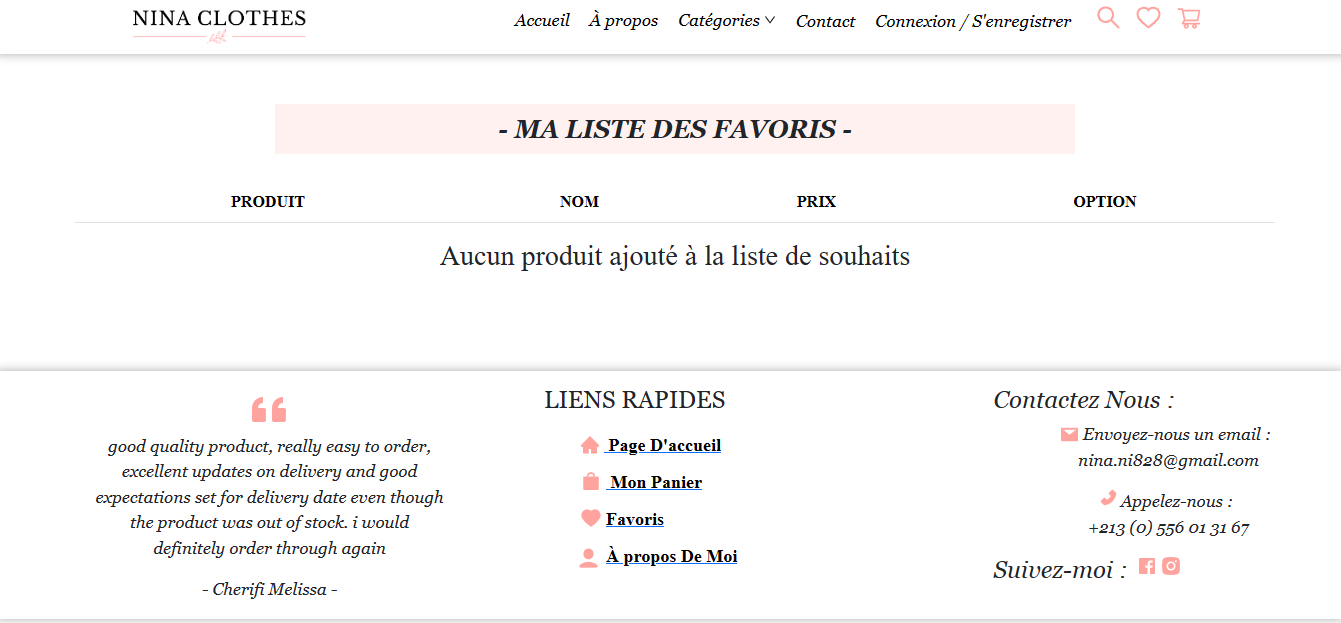 NINA CLOTHES
Accueil À propos Catégories Contact Connexion / S'enregistrer
- MA LISTE DES FAVORIS -
PRODUIT NOM PRIX OPTION
Aucun produit ajouté à la liste de souhaits
good quality product, really easy to order,
excellent updates on delivery and good
expectations set for delivery date even though
the product was out of stock. i would
definitely order through again
- Cherifi Melissa -
LIENS RAPIDES
Page D'accueil
Mon Panier
Favoris
À propos De Moi
Contactez Nous :
Envoyez-nous un email :
nina.ni828@gmail.com
Appelez-nous :
+213 (0) 556 01 31 67
Suivez-moi :